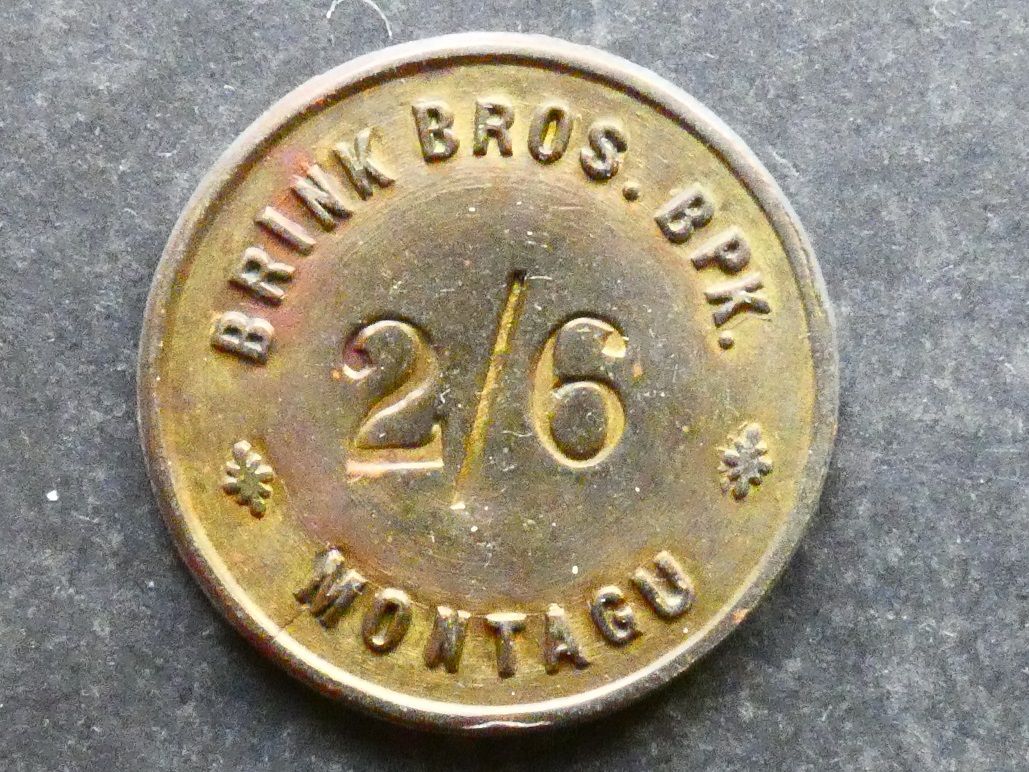 BRINK BROS. BPK.
2/6
MONTAGU